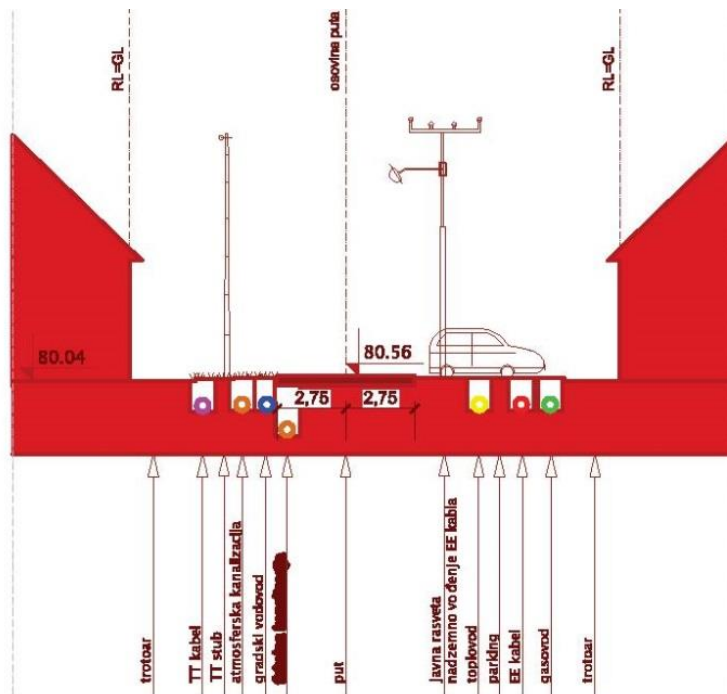 RL=GL
osovina puta
RL=GL
80.04
80.56
2,75
2,75
trotoar
TT kabel
TT stub
atmosferska kanalizacija
gradski vodovod
put
javna rasveta
nadzemno vođenje EE kabla
toplovod
parking
EE kabel
gasovod
trotoar